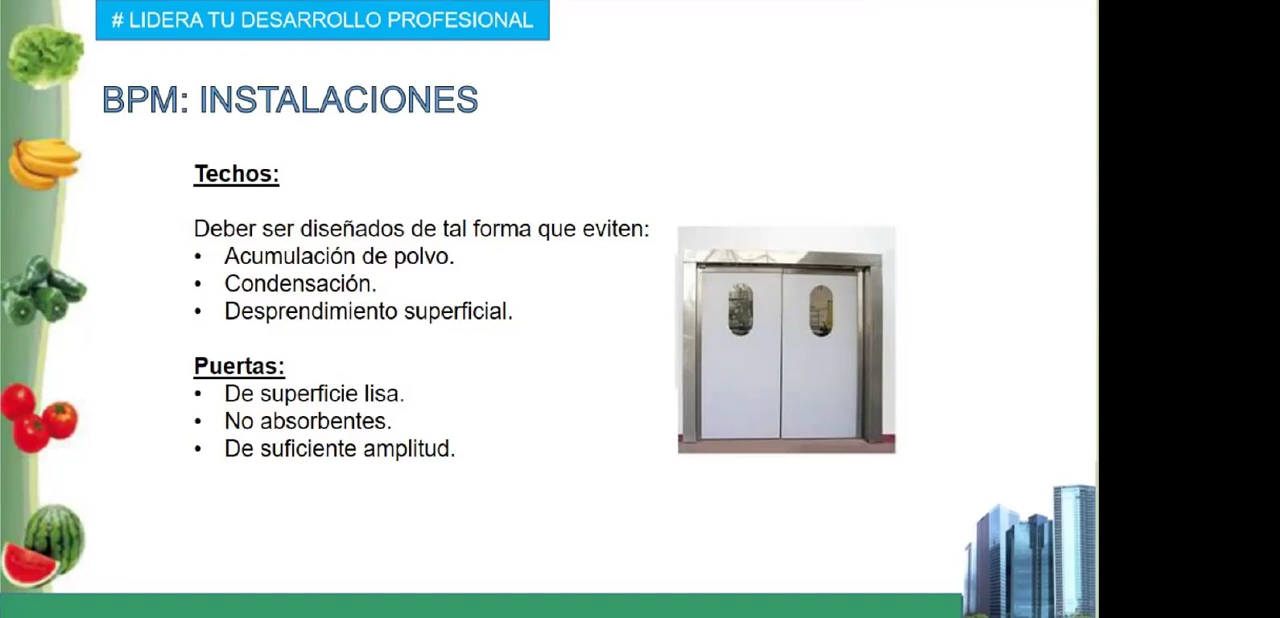 # LIDERA TU DESARROLLO PROFESIONAL
BPM: INSTALACIONES
Techos:
Deber ser diseñados de tal forma que eviten:
• Acumulación de polvo.
• Condensación.
• Desprendimiento superficial.
Puertas:
• De superficie lisa.
• No absorbentes.
• De suficiente amplitud.